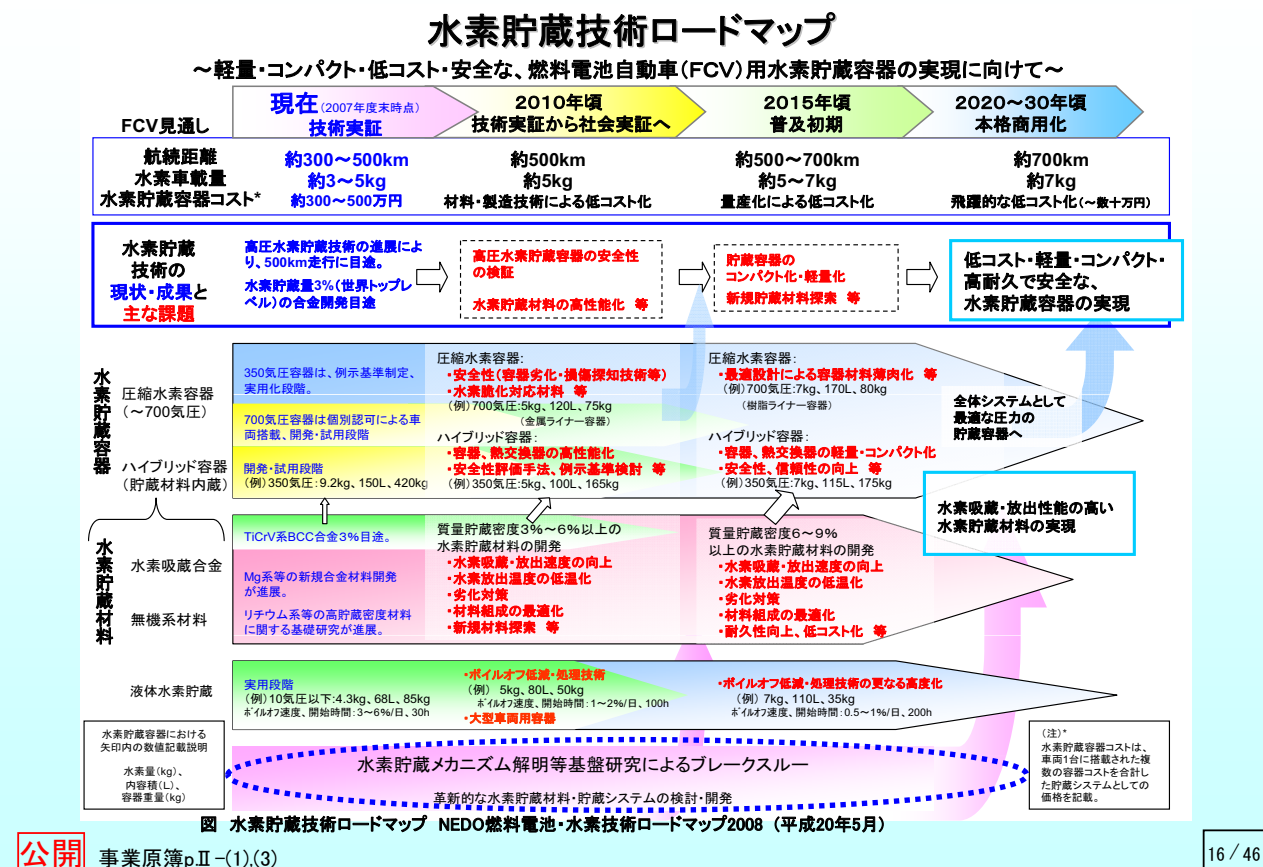 水素貯蔵技術ロードマップ
～軽量・コンパクト・低コスト・安全な、燃料電池自動車（FCV）用水素貯蔵容器の実現に向けて～
FCV見通し
現在（2007年度末時点）
技術実証
2010年頃
技術実証から社会実証へ
2015年頃
普及初期
2020～30年頃
本格商用化
航続距離
約300～500km
約500km
約500～700km
約700km
水素車載量
約3～5kg
約5kg
約5～7kg
約7kg
水素貯蔵容器コスト*
約300～500万円
材料・製造技術による低コスト化
量産化による低コスト化
飛躍的な低コスト化（～数十万円）
水素貯蔵
技術の
現状・成果と
主な課題
高圧水素貯蔵技術の進展によ
り、500km走行に目途。
水素貯蔵量3%（世界トップレ
ベル）の合金開発目途
高圧水素貯蔵容器の安全性
の検証
水素貯蔵材料の高性能化 等
貯蔵容器の
コンパクト化・軽量化
新規貯蔵材料探索 等
低コスト・軽量・コンパクト・
高耐久で安全な、
水素貯蔵容器の実現
水素貯蔵容器
圧縮水素容器
（～700気圧）
ハイブリッド容器
（貯蔵材料内蔵）
350気圧容器は、例示基準制定、
実用化段階。
700気圧容器は個別認可による車
両搭載、開発・試用段階
開発・試用段階
（例）350気圧：9.2kg、150L、420kg
圧縮水素容器：
・安全性（容器劣化・損傷探知技術等）
・水素脆化対応材料 等
（例）700気圧：5kg、120L、75kg
（金属ライナー容器）
ハイブリッド容器：
・容器、熱交換器の高性能化
・安全性評価手法、例示基準検討 等
（例）350気圧：5kg、100L、165kg
圧縮水素容器：
・最適設計による容器材料薄肉化 等
（例）700気圧：7kg、170L、80kg
（樹脂ライナー容器）
ハイブリッド容器：
・容器、熱交換器の軽量・コンパクト化
・安全性、信頼性の向上 等
（例）350気圧：7kg、115L、175kg
全体システムとして
最適な圧力の
貯蔵容器へ
水素吸蔵・放出性能の高い
水素貯蔵材料の実現
水素貯蔵材料
水素吸蔵合金
無機系材料
TiCrV系BCC合金3%目途。
Mg系等の新規合金材料開発
が進展。
リチウム系等の高貯蔵密度材料
に関する基礎研究が進展。
質量貯蔵密度3%～6%以上の
水素貯蔵材料の開発
・水素吸蔵・放出速度の向上
・水素放出温度の低温化
・劣化対策
・材料組成の最適化
・新規材料探索 等
質量貯蔵密度6～9%
以上の水素貯蔵材料の開発
・水素吸蔵・放出速度の向上
・水素放出温度の低温化
・劣化対策
・材料組成の最適化
・耐久性向上、低コスト化 等
液体水素貯蔵
実用段階
（例）10気圧以下：4.3kg、68L、85kg
ﾎﾞｲﾙｵﾌ速度、開始時間：3～6%/日、30h
・ボイルオフ低減・処理技術
（例） 5kg、80L、50kg
ﾎﾞｲﾙｵﾌ速度、開始時間：1～2%/日、100h
・大型車両用容器
・ボイルオフ低減・処理技術の更なる高度化
（例） 7kg、110L、35kg
ﾎﾞｲﾙｵﾌ速度、開始時間：0.5～1%/日、200h
水素貯蔵容器における
矢印内の数値記載説明
水素量（kg）、
内容積（L）、
容器重量（kg）
水素貯蔵メカニズム解明等基盤研究によるブレークスルー
革新的な水素貯蔵材料・貯蔵システムの検討・開発
（注）*
水素貯蔵容器コストは、
車両1台に搭載された複
数の容器コストを合計し
た貯蔵システムとしての
価格を記載。
図 水素貯蔵技術ロードマップ NEDO燃料電池・水素技術ロードマップ2008 （平成20年5月）
公開 事業原簿p.Ⅱ-(1),(3)
16／46